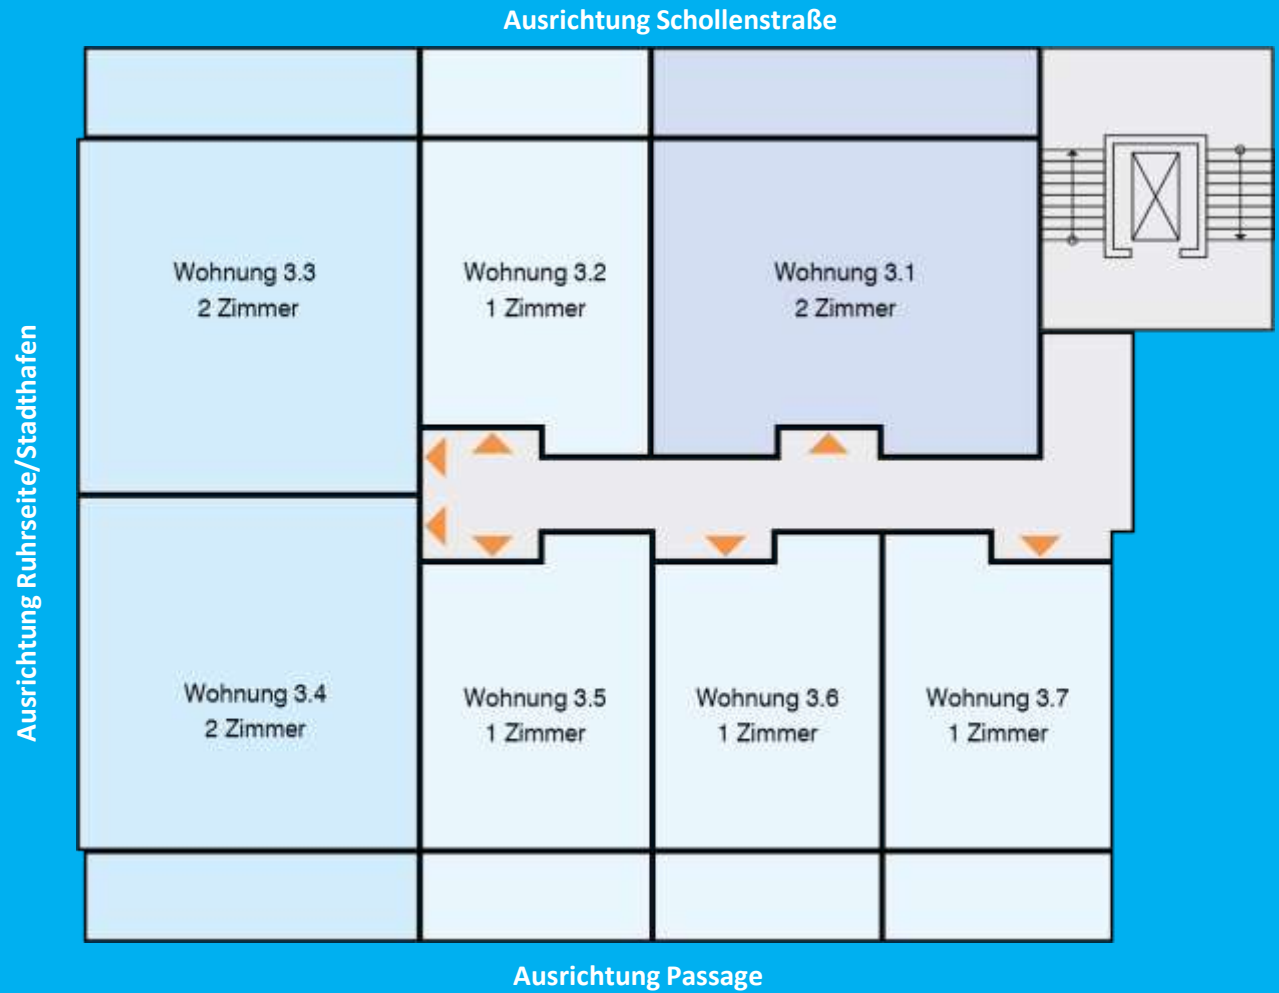 Ausrichtung Schollenstraße
Wohnung 3.3
2 Zimmer
Wohnung 3.2
1 Zimmer
Wohnung 3.1
2 Zimmer
Ausrichtung Ruhrseite/Stadthafen
Wohnung 3.4
2 Zimmer
Wohnung 3.5
1 Zimmer
Wohnung 3.6
1 Zimmer
Wohnung 3.7
1 Zimmer
Ausrichtung Passage